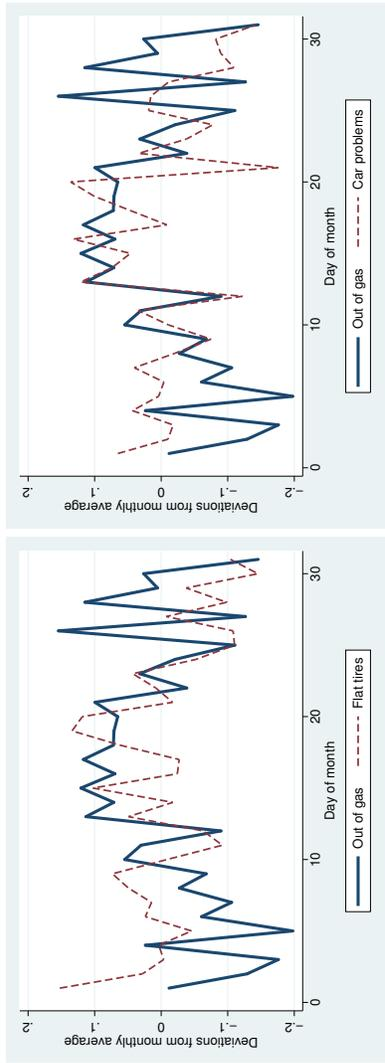 Deviations from monthly average
.2
.1
0
-.1
-.2
0
10
20
30
Day of month
Out of gas
Flat tires
Deviations from monthly average
.2
.1
0
-.1
-.2
0
10
20
30
Day of month
Out of gas
Car problems